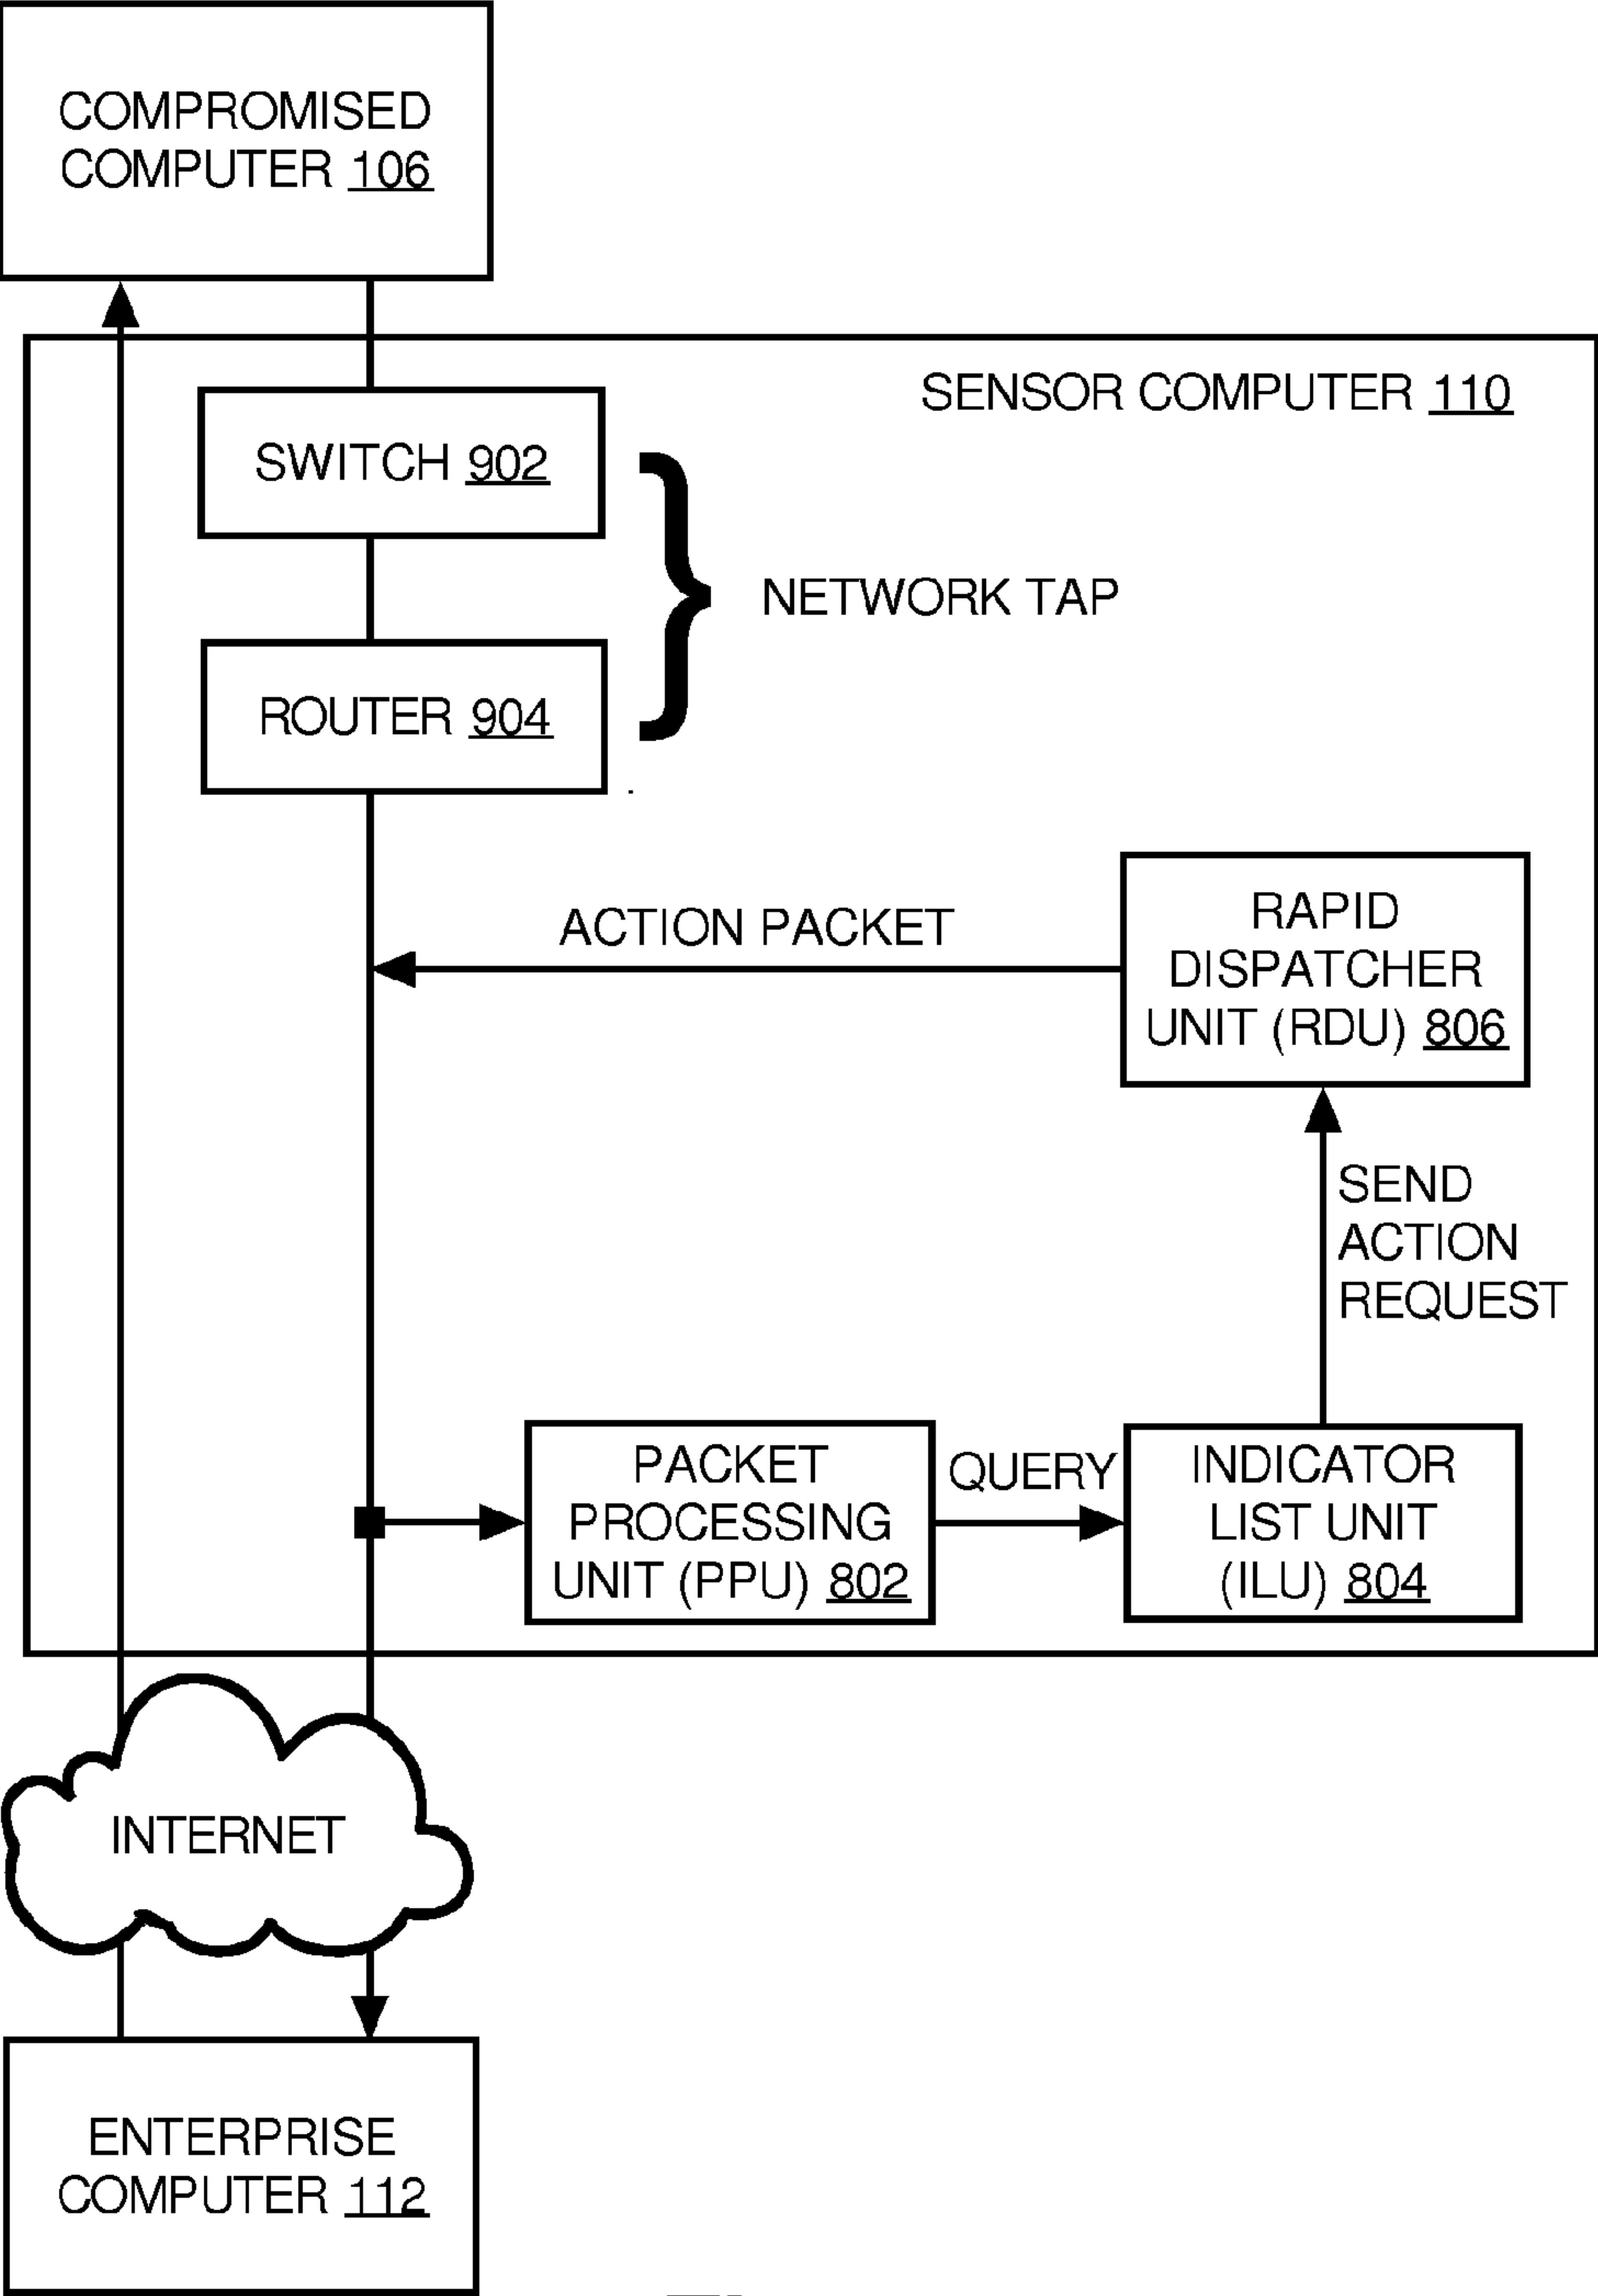 COMPROMISED
COMPUTER 106
SENSOR COMPUTER 110
SWITCH 902
NETWORK TAP
ROUTER 904
ACTION PACKET
RAPID
DISPATCHER
UNIT (RDU) 806
SEND
ACTION
REQUEST
PACKET
PROCESSING
UNIT (PPU) 802
QUERY
INDICATOR
LIST UNIT
(ILU) 804
INTERNET
ENTERPRISE
COMPUTER 112